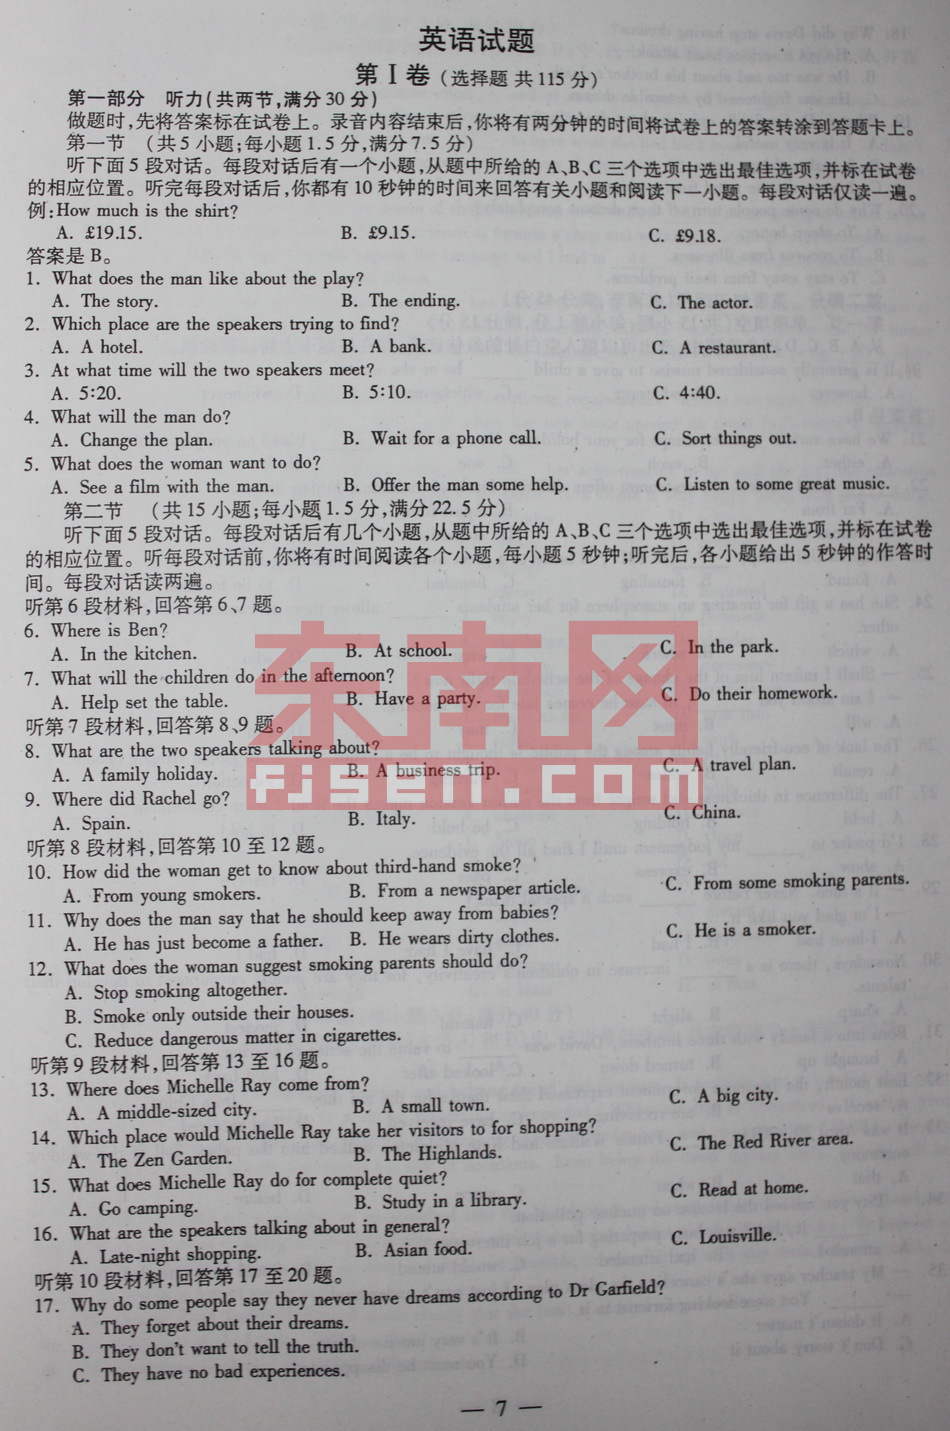 英语试题
第Ⅰ卷(选择题 共115分)
第一部分 听力(共两节,满分30分)
做题时,先将答案标在试卷上。录音内容结束后,你将有两分钟的时间将试卷上的答案转涂到答题卡上。
第一节 (共5小题;每小题1.5分,满分7.5分)
听下面5段对话。每段对话后有一个小题,从题中所给的A、B、C三个选项中选出最佳选项,并标在试卷
的相应位置。听完每段对话后,你都有10秒钟的时间来回答有关小题和阅读下一小题。每段对话仅读一遍。
例:How much is the shirt?
A. £19.15. B. £9.15. C. £9.18.
答案是B。
1. What does the man like about the play?
A. The story. B. The ending. C. The actor.
2. Which place are the speakers trying to find?
A. A hotel. B. A bank. C. A restaurant.
3. At what time will the two speakers meet?
A. 5:20. B. 5:10. C. 4:40.
4. What will the man do?
A. Change the plan. B. Wait for a phone call. C. Sort things out.
5. What does the woman want to do?
A. See a film with the man. B. Offer the man some help. C. Listen to some great music.
第二节 (共15小题;每小题1.5分,满分22.5分)
听下面5段对话。每段对话后有几个小题,从题中所给的A、B、C三个选项中选出最佳选项,并标在试卷
的相应位置。听每段对话前,你将有时间阅读各个小题,每小题5秒钟;听完后,各小题给出5秒钟的作答时
间。每段对话读两遍。
听第6段材料,回答第6、7题。
6. Where is Ben?
A. In the kitchen. B. At school. C. In the park.
7. What will the children do in the afternoon?
A. Help set the table. B. Have a party. C. Do their homework.
听第7段材料,回答第8、9题。
8. What are the two speakers talking about?
A. A family holiday. B. A business trip. C. A travel plan.
9. Where did Rachel go?
A. Spain. B. Italy. C. China.
听第8段材料,回答第10至12题。
10. How did the woman get to know about third-hand smoke?
A. From young smokers. B. From a newspaper article. C. From some smoking parents.
11. Why does the man say that he should keep away from babies?
A. He has just become a father. B. He wears dirty clothes. C. He is a smoker.
12. What does the woman suggest smoking parents should do?
A. Stop smoking altogether.
B. Smoke only outside their houses.
C. Reduce dangerous matter in cigarettes.
听第9段材料,回答第13至16题。
13. Where does Michelle Ray come from?
A. A middle-sized city. B. A small town. C. A big city.
14. Which place would Michelle Ray take her visitors to for shopping?
A. The Zen Garden. B. The Highlands. C. The Red River area.
15. What does Michelle Ray do for complete quiet?
A. Go camping. B. Study in a library. C. Read at home.
16. What are the speakers talking about in general?
A. Late-night shopping. B. Asian food. C. Louisville.
听第10段材料,回答第17至20题。
17. Why do some people say they never have dreams according to Dr Garfield?
A. They forget about their dreams.
B. They don't want to tell the truth.
C. They have no bad experiences.
— 7 —
东南网
Fjsen.com